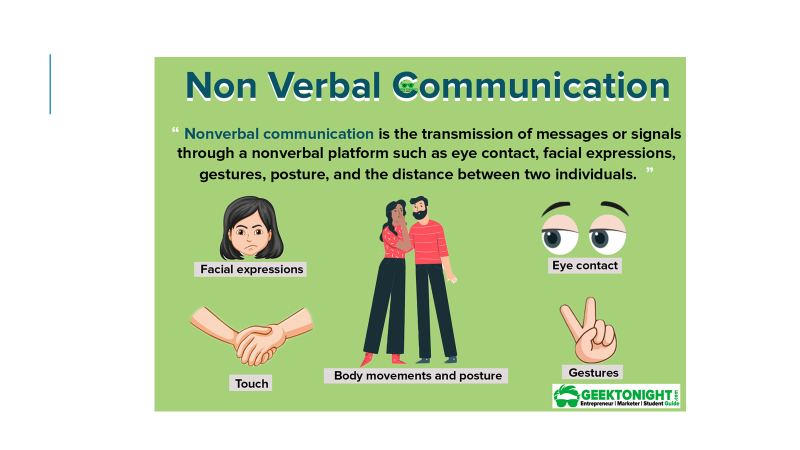 Non Verbal Communication
“ Nonverbal communication is the transmission of messages or signals
through a nonverbal platform such as eye contact, facial expressions,
gestures, posture, and the distance between two individuals. ”
Facial expressions
Eye contact
Touch
Body movements and posture
Gestures
GEEKTONIGHT.com
Entrepreneur | Marketer | Student Guide